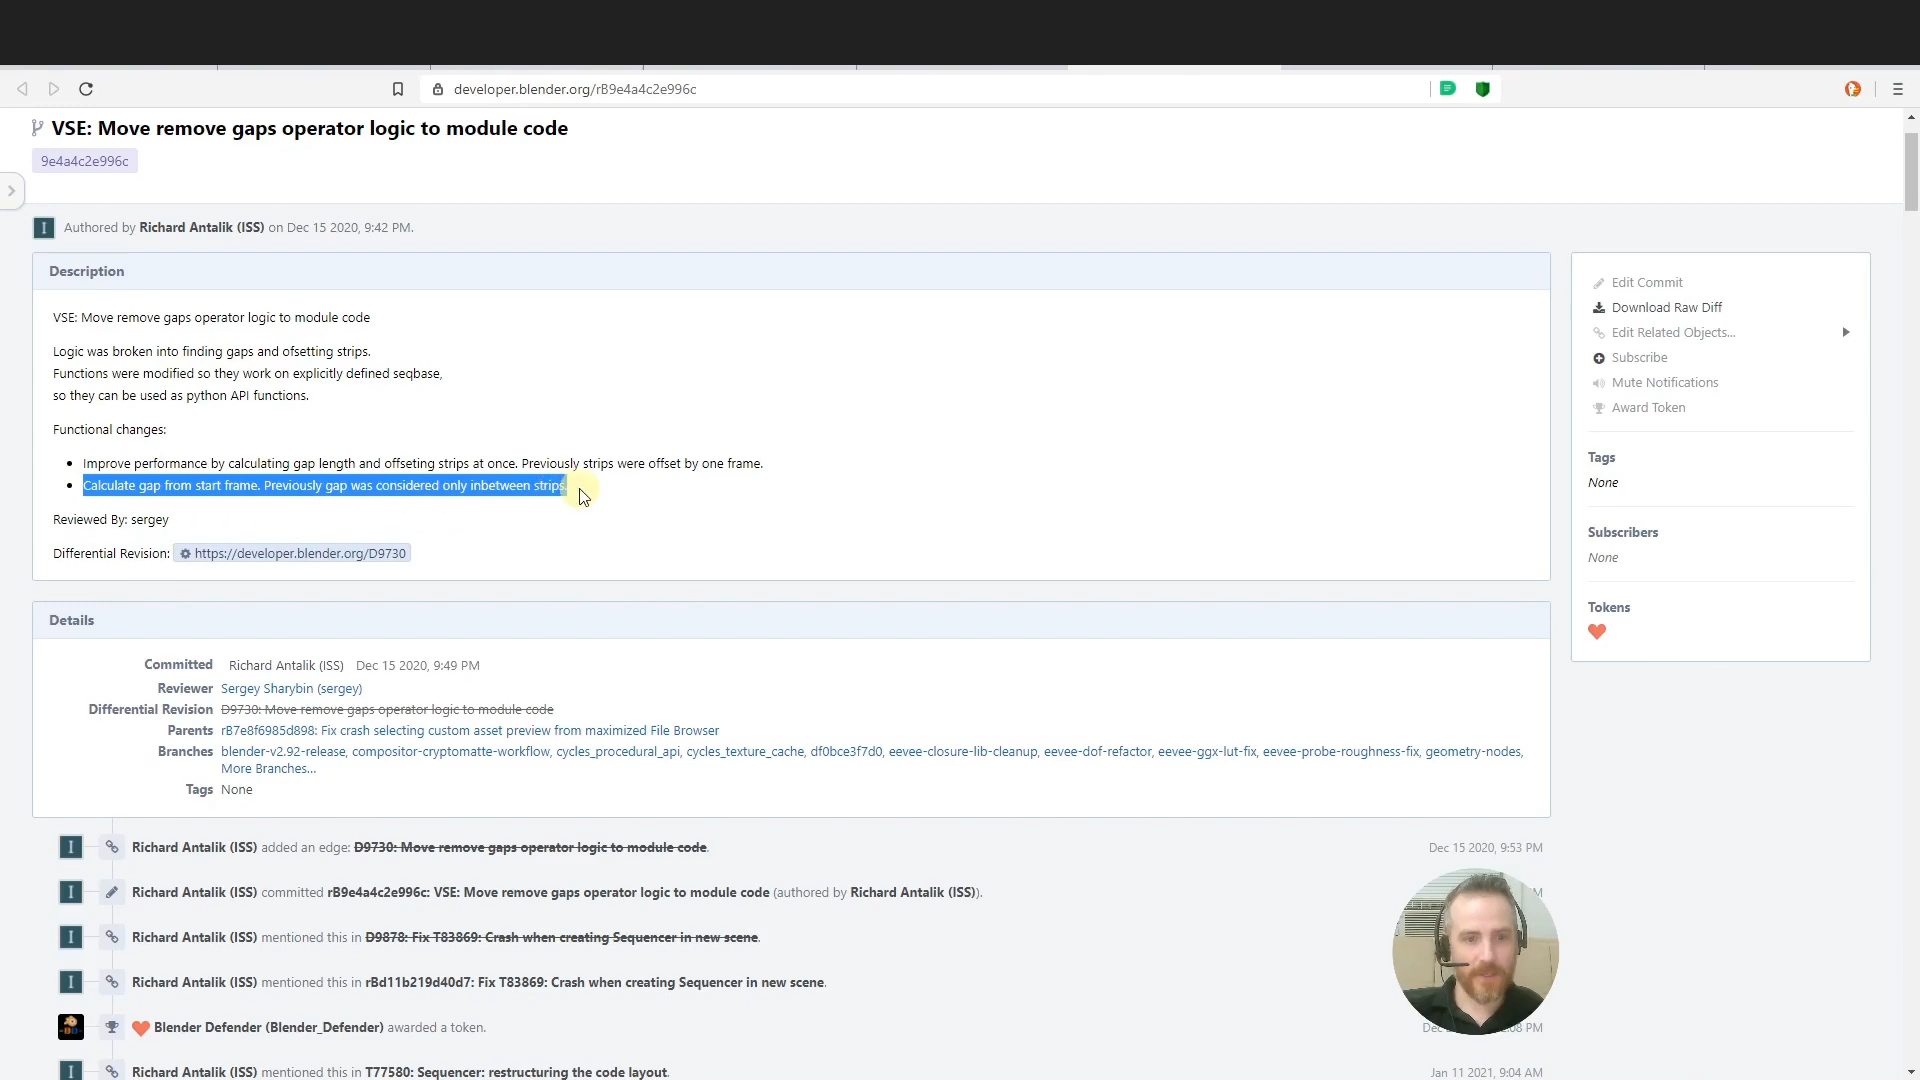 developer.blender.org/rB9e4a4c2e996c
VSE: Move remove gaps operator logic to module code
9e4a4c2e996c
Authored by Richard Antalik (ISS) on Dec 15 2020, 9:42 PM.
Description
VSE: Move remove gaps operator logic to module code
Logic was broken into finding gaps and ofsetting strips.
Functions were modified so they work on explicitly defined seqbase,
so they can be used as python API functions.
Functional changes:
Improve performance by calculating gap length and offseting strips at once. Previously strips were offset by one frame.
Calculate gap from start frame. Previously gap was considered only inbetween strips.
Reviewed By: sergey
Differential Revision: https://developer.blender.org/D9730
Edit Commit
Download Raw Diff
Edit Related Objects...
Subscribe
Mute Notifications
Award Token
Tags
None
Subscribers
None
Tokens
Details
Committed Richard Antalik (ISS) Dec 15 2020, 9:49 PM
Reviewer Sergey Sharybin (sergey)
Differential Revision D9730: Move remove gaps operator logic to module code
Parents rB7e8f6985d898: Fix crash selecting custom asset preview from maximized File Browser
Branches blender-v2.92-release, compositor-cryptomatte-workflow, cycles_procedural_api, cycles_texture_cache, df0bce3f7d0, eevee-closure-lib-cleanup, eevee-dof-refactor, eevee-ggx-lut-fix, eevee-probe-roughness-fix, geometry-nodes,
More Branches...
Tags None
Richard Antalik (ISS) added an edge: D9730: Move remove gaps operator logic to module code. Dec 15 2020, 9:53 PM
Richard Antalik (ISS) committed rB9e4a4c2e996c: VSE: Move remove gaps operator logic to module code (authored by Richard Antalik (ISS)).
Richard Antalik (ISS) mentioned this in D9878: Fix T83869: Crash when creating Sequencer in new scene.
Richard Antalik (ISS) mentioned this in rBd11b219d40d7: Fix T83869: Crash when creating Sequencer in new scene.
Blender Defender (Blender_Defender) awarded a token.
Richard Antalik (ISS) mentioned this in T77580: Sequencer: restructuring the code layout. Jan 11 2021, 9:04 AM